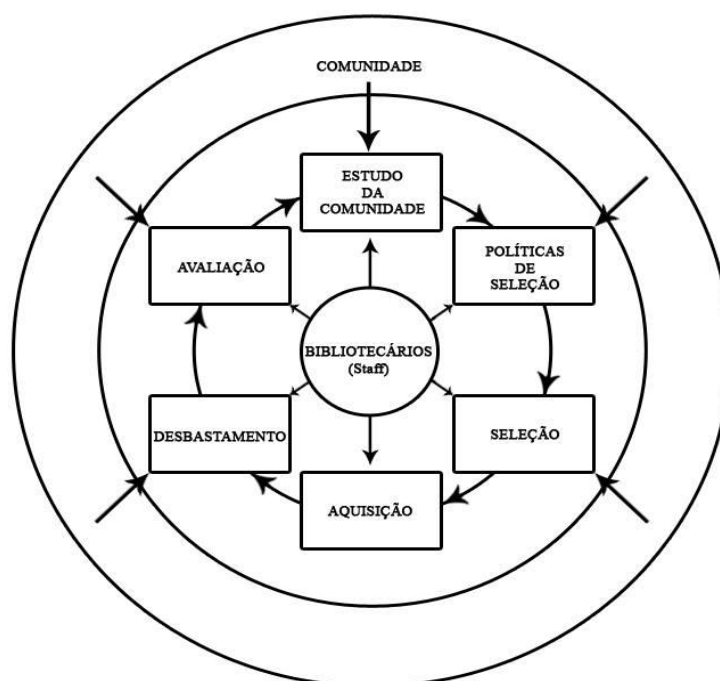 COMUNIDADE
ESTUDO
DA
COMUNIDADE
POLÍTICAS
DE
SELEÇÃO
SELEÇÃO
AQUISIÇÃO
DESBASTAMENTO
AVALIAÇÃO
BIBLIOTECÁRIOS
(Staff)